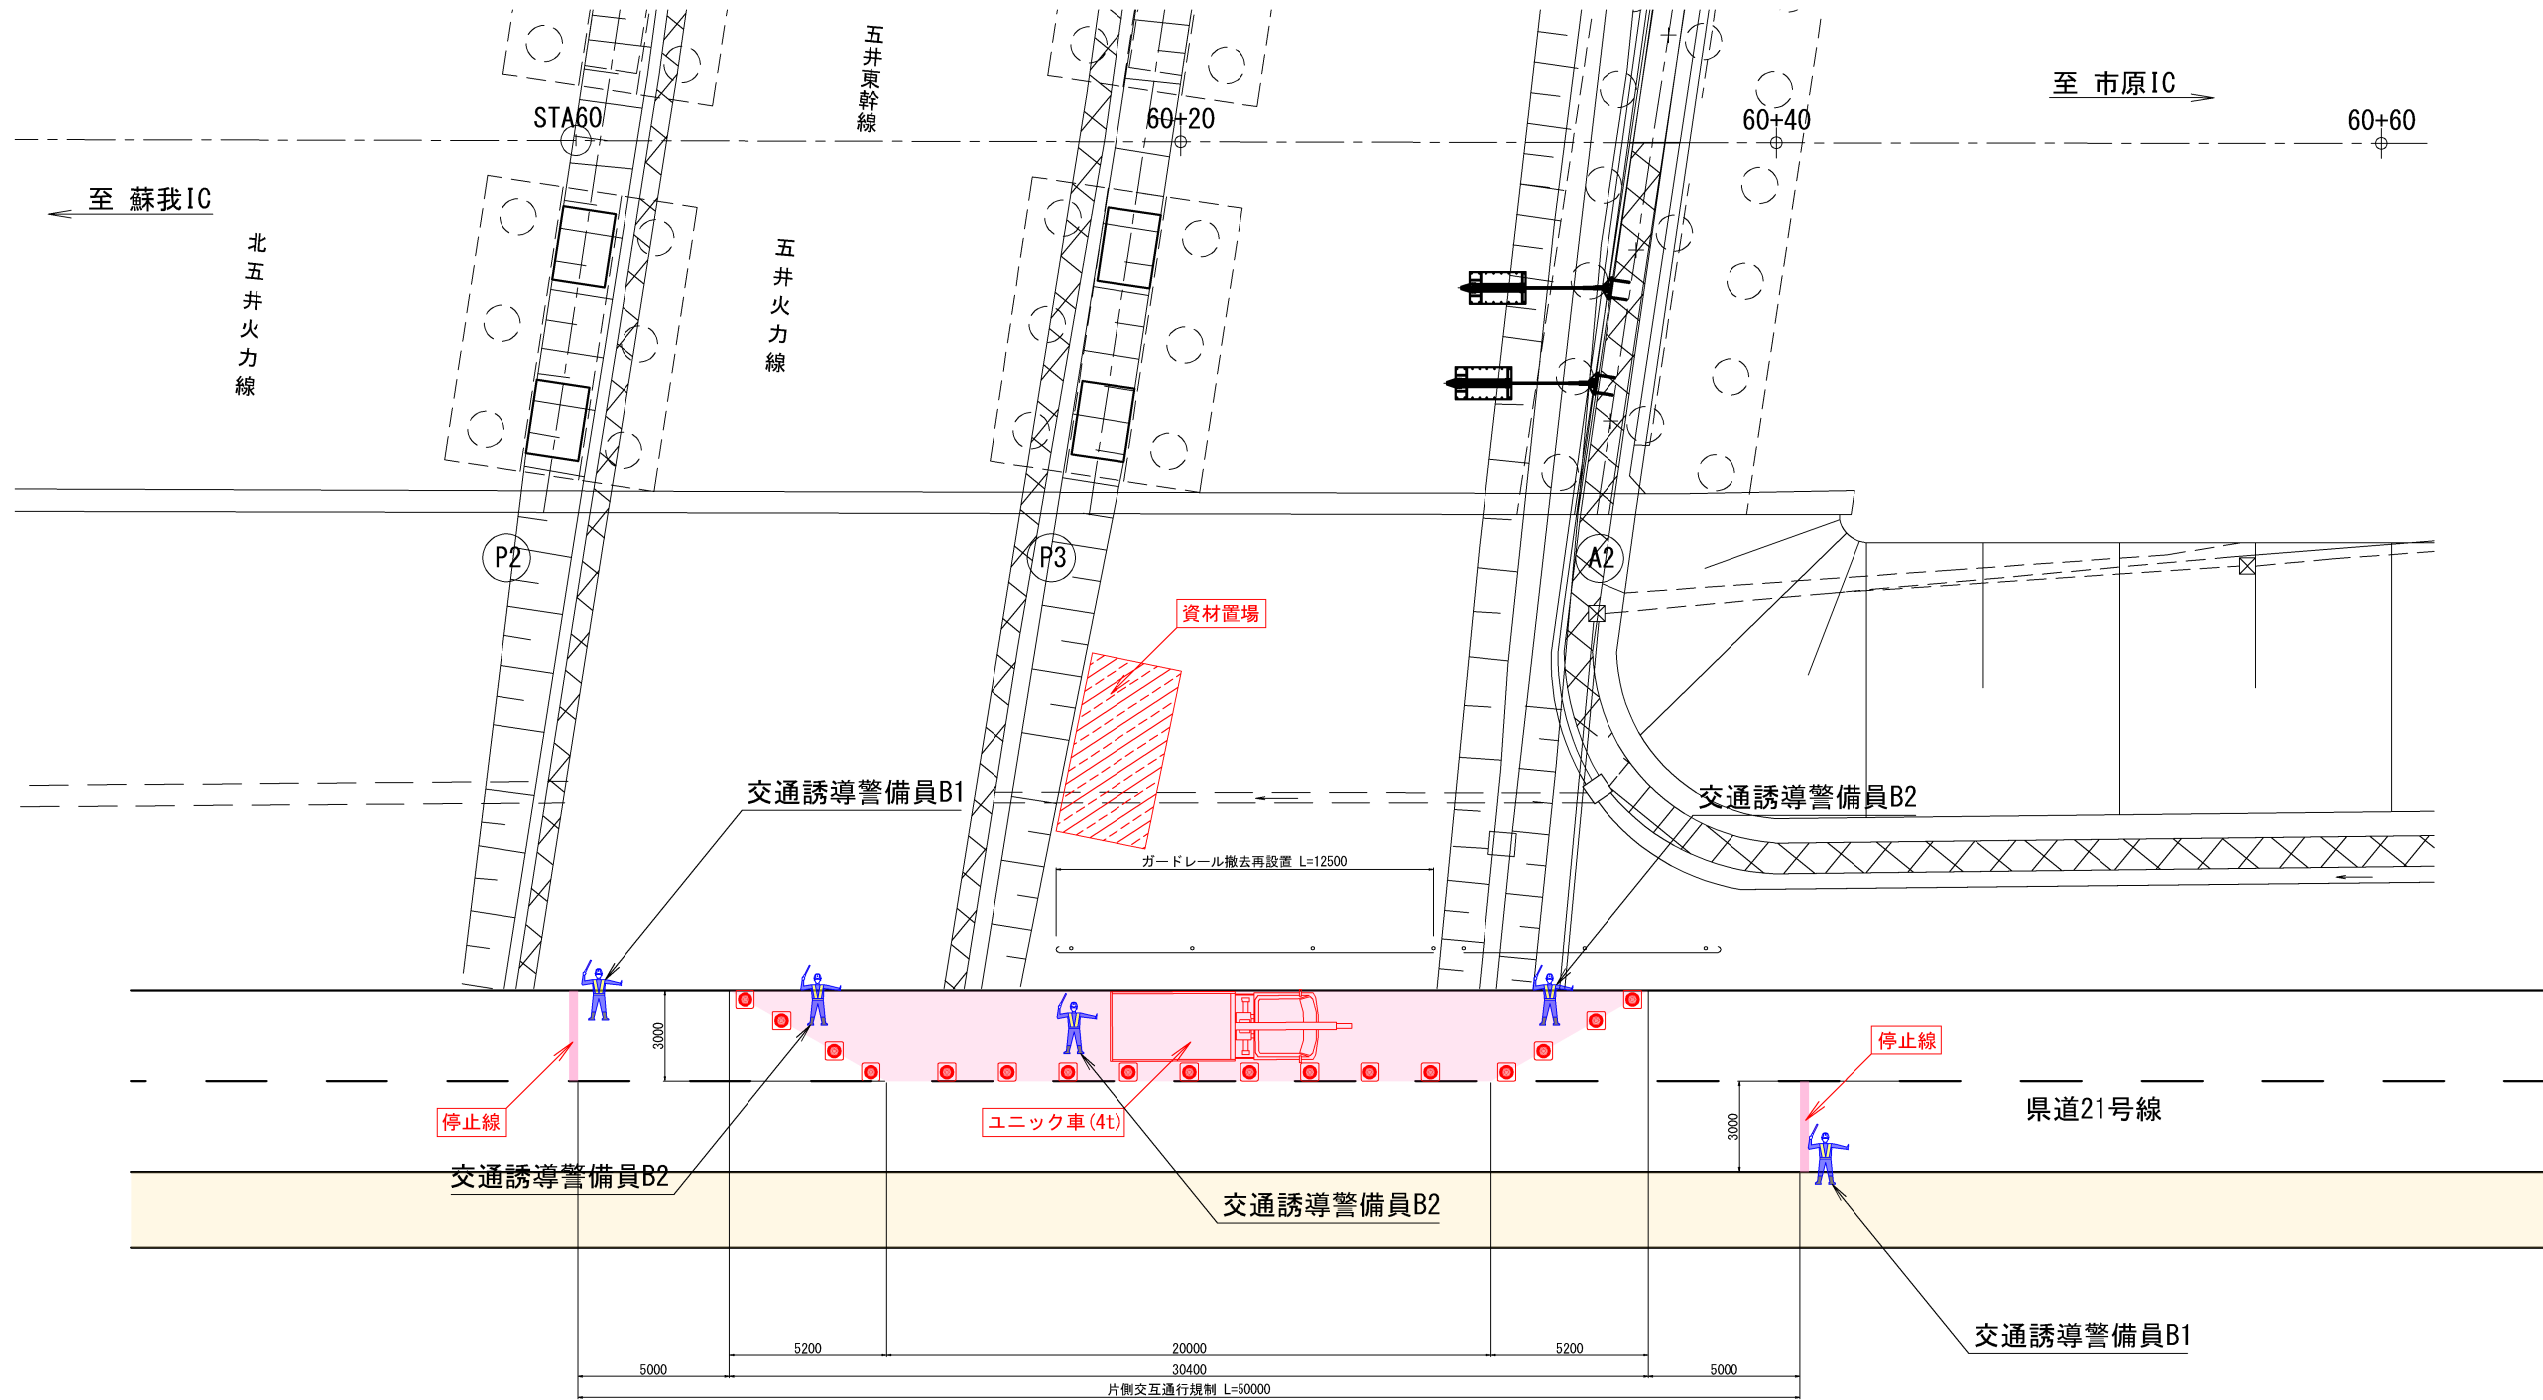 五井東幹線
至 市原IC
STA60
60+20
60+40
60+60
至 蘇我IC
北五井火力線
五井火力線
P2
P3
A2
資材置場
交通誘導警備員B1
交通誘導警備員B2
ガードレール撤去再設置 L=12500
3000
停止線
停止線
ユニック車(4t)
県道21号線
3000
交通誘導警備員B2
交通誘導警備員B2
交通誘導警備員B1
5200
20000
5200
5000
30400
5000
片側交互通行規制 L=50000